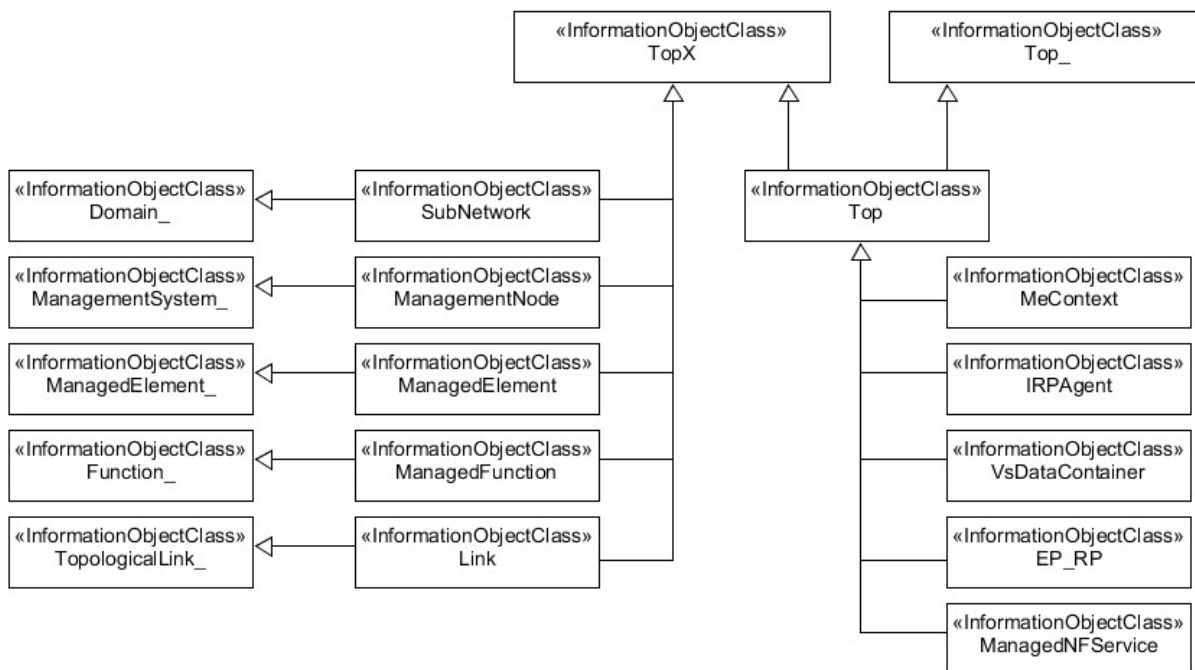 «InformationObjectClass»
TopX
«InformationObjectClass»
Top_
«InformationObjectClass»
Domain_
«InformationObjectClass»
SubNetwork
«InformationObjectClass»
Top
«InformationObjectClass»
ManagementSystem_
«InformationObjectClass»
ManagementNode
«InformationObjectClass»
MeContext
«InformationObjectClass»
ManagedElement_
«InformationObjectClass»
ManagedElement
«InformationObjectClass»
IRPAgent
«InformationObjectClass»
Function_
«InformationObjectClass»
ManagedFunction
«InformationObjectClass»
VsDataContainer
«InformationObjectClass»
TopologicalLink_
«InformationObjectClass»
Link
«InformationObjectClass»
EP_RP
«InformationObjectClass»
ManagedNFService